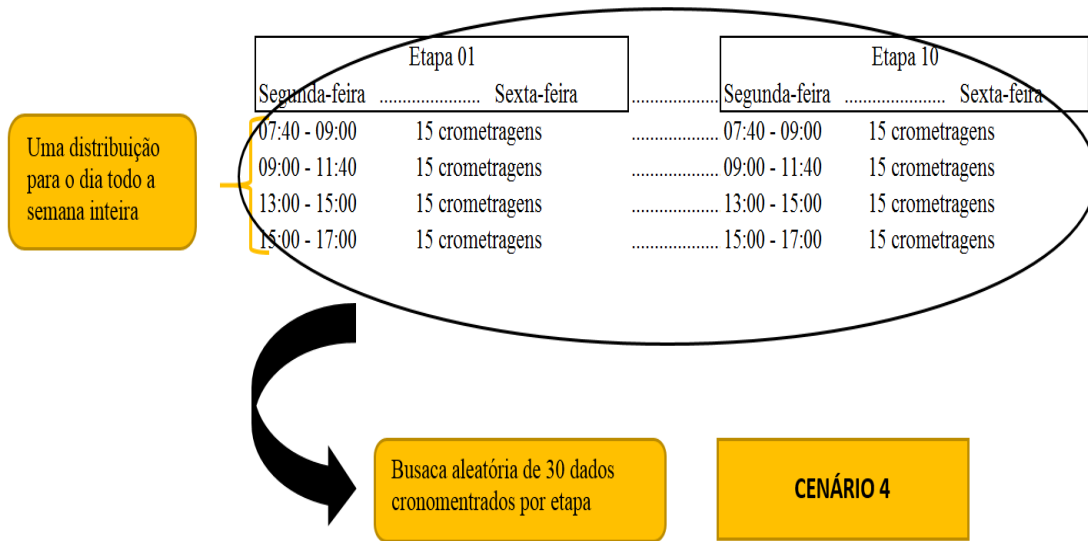 Etapa 01 Etapa 10
Segunda-feira ...................... Sexta-feira ................... Segunda-feira ...................... Sexta-feira
07:40 - 09:00 15 crometragens ................... 07:40 - 09:00 15 crometragens
09:00 - 11:40 15 crometragens ................... 09:00 - 11:40 15 crometragens
13:00 - 15:00 15 crometragens ................... 13:00 - 15:00 15 crometragens
15:00 - 17:00 15 crometragens ................... 15:00 - 17:00 15 crometragens
Uma distribuição
para o dia todo a
semana inteira
Busaca aleatória de 30 dados
cronomentrados por etapa
CENÁRIO 4